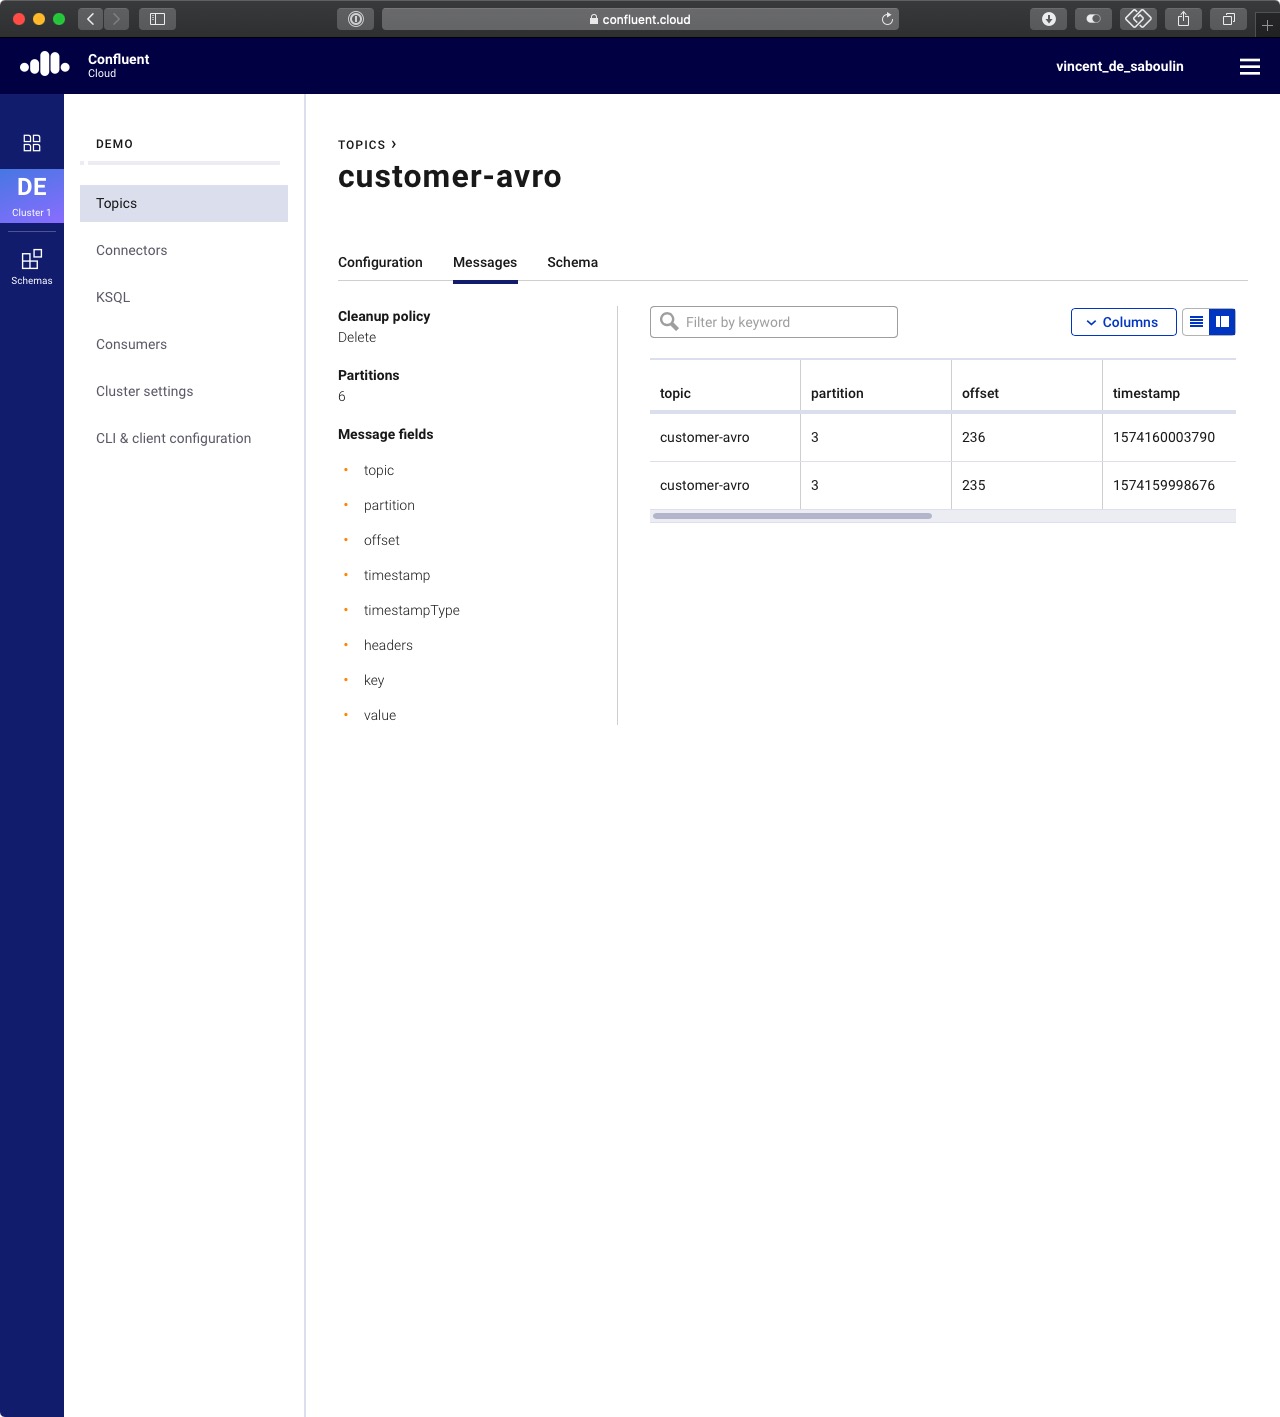 confluent.cloud
Confluent
Cloud
vincent_de_saboulin
DE
Cluster 1
Schemas
DEMO
Topics
Connectors
KSQL
Consumers
Cluster settings
CLI & client configuration
TOPICS ›
customer-avro
Configuration Messages Schema
Cleanup policy
Delete
Partitions
6
Message fields
topic
partition
offset
timestamp
timestampType
headers
key
value
Filter by keyword
Columns
topic partition offset timestamp
customer-avro 3 236 1574160003790
customer-avro 3 235 1574159998676